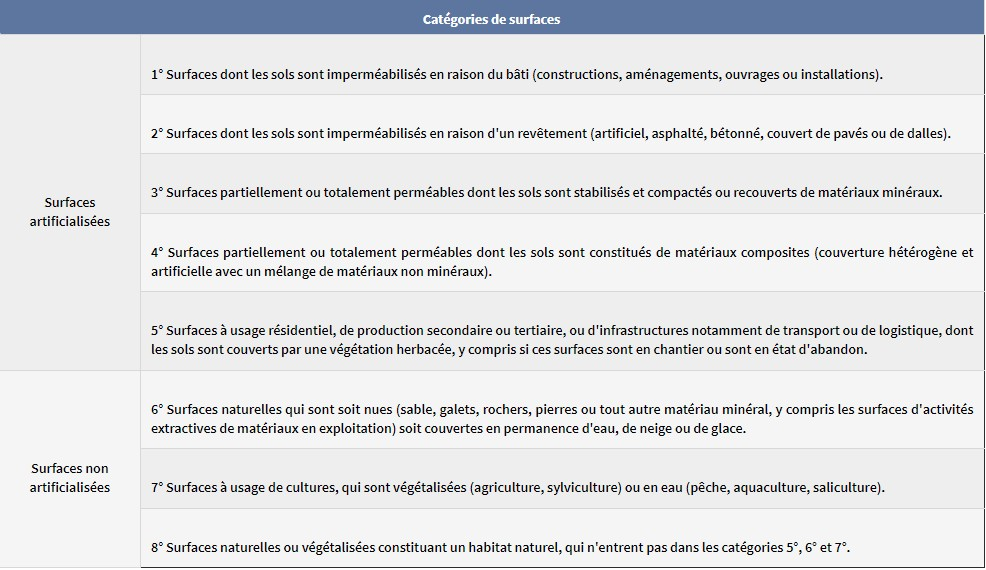 Catégories de surfaces
Surfaces
artificialisées
1° Surfaces dont les sols sont imperméabilisés en raison du bâti (constructions, aménagements, ouvrages ou installations).
2° Surfaces dont les sols sont imperméabilisés en raison d'un revêtement (artificiel, asphalté, bétonné, couvert de pavés ou de dalles).
3° Surfaces partiellement ou totalement perméables dont les sols sont stabilisés et compactés ou recouverts de matériaux minéraux.
4° Surfaces partiellement ou totalement perméables dont les sols sont constitués de matériaux composites (couverture hétérogène et
artificielle avec un mélange de matériaux non minéraux).
5° Surfaces à usage résidentiel, de production secondaire ou tertiaire, ou d'infrastructures notamment de transport ou de logistique, dont
les sols sont couverts par une végétation herbacée, y compris si ces surfaces sont en chantier ou sont en état d'abandon.
Surfaces non
artificialisées
6° Surfaces naturelles qui sont soit nues (sable, galets, rochers, pierres ou tout autre matériau minéral, y compris les surfaces d'activités
extractives de matériaux en exploitation) soit couvertes en permanence d'eau, de neige ou de glace.
7° Surfaces à usage de cultures, qui sont végétalisées (agriculture, sylviculture) ou en eau (pêche, aquaculture, saliculture).
8° Surfaces naturelles ou végétalisées constituant un habitat naturel, qui n'entrent pas dans les catégories 5°, 6° et 7°.